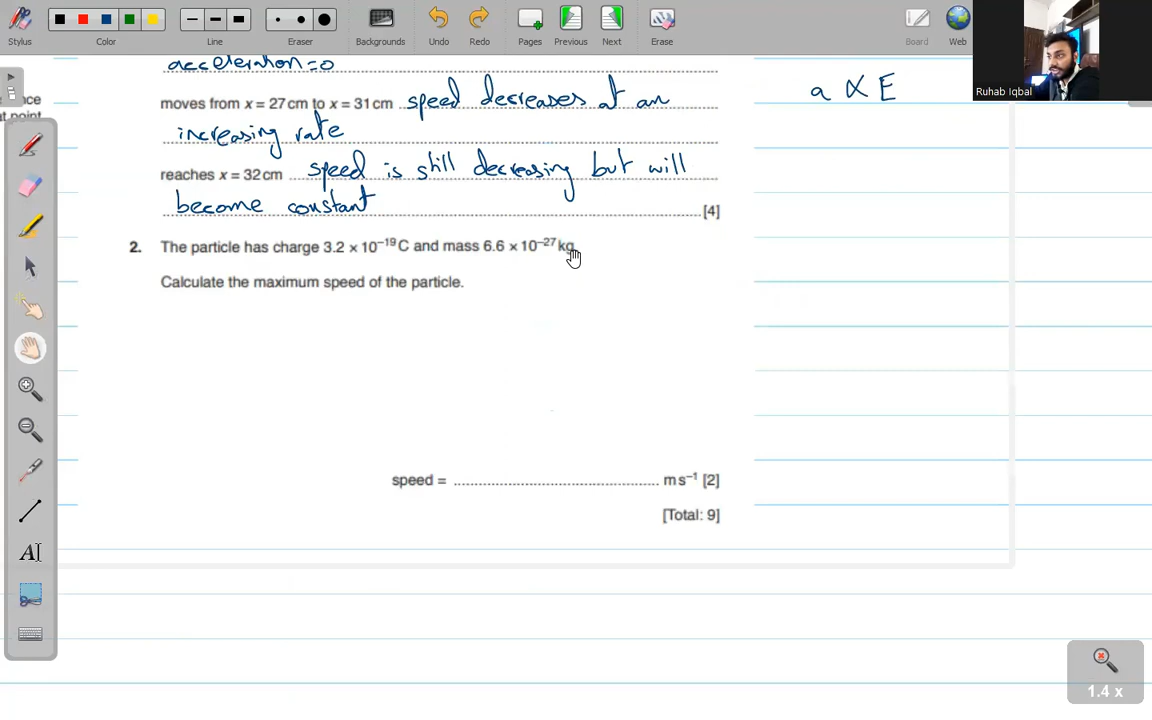 Stylus
Color
Line
Eraser
Backgrounds
Undo
Redo
Pages
Previous
Next
Erase
Board
Web
Ruhab Iqbal
nce
at point
acceleration = 0
a ∝ E
moves from x = 27 cm to x = 31 cm speed decreases at an
increasing rate
reaches x = 32 cm speed is still decreasing but will
become constant [4]
2. The particle has charge 3.2 × 10⁻¹⁹ C and mass 6.6 × 10⁻²⁷ kg.
Calculate the maximum speed of the particle.
speed = ........................................ m s⁻¹ [2]
[Total: 9]
1.4 x